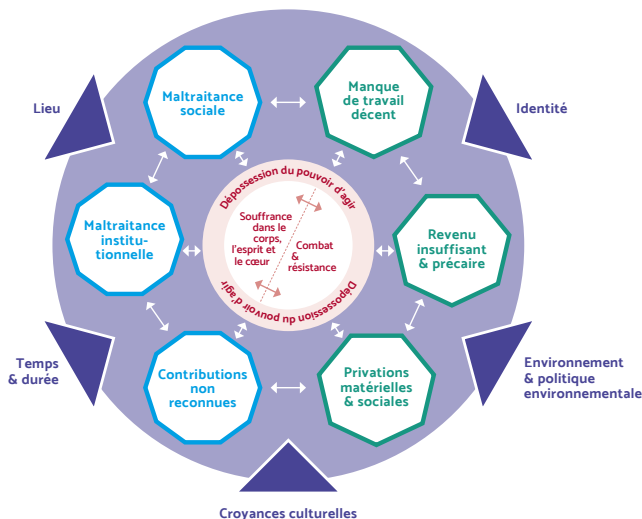 Maltraitance
sociale
Manque
de travail
décent
Lieu
Identité
Dépossession du pouvoir d'agir
Souffrance
dans le
corps,
l'esprit et
le cœur
Combat
&
résistance
Dépossession du pouvoir d'agir
Maltraitance
institu-
tionnelle
Revenu
insuffisant
& précaire
Temps
& durée
Contributions
non
reconnues
Privations
matérielles
& sociales
Environnement
& politique
environnementale
Croyances culturelles